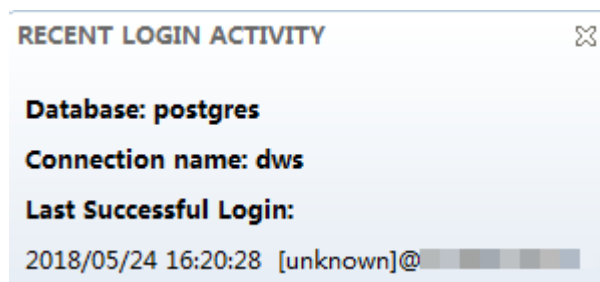 RECENT LOGIN ACTIVITY
Database: postgres
Connection name: dws
Last Successful Login:
2018/05/24 16:20:28 [unknown]@